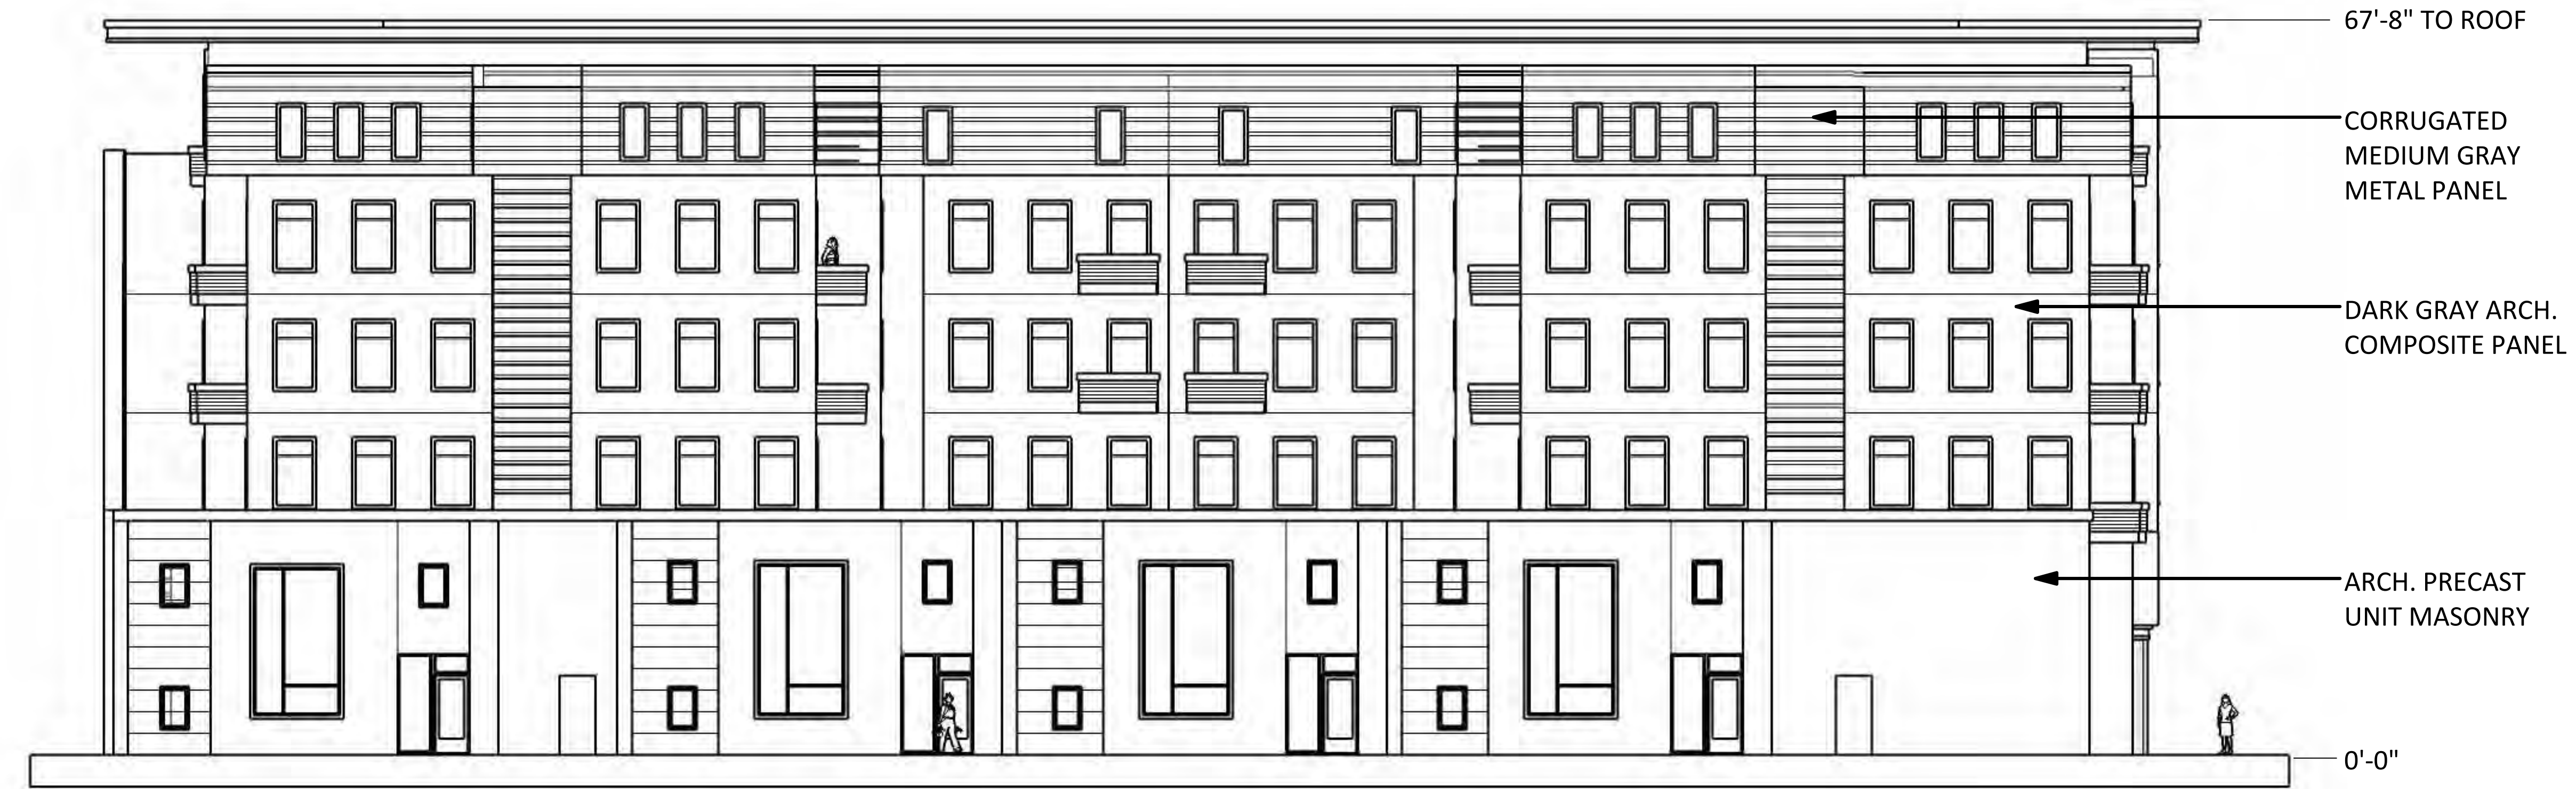 67'-8" TO ROOF
CORRUGATED
MEDIUM GRAY
METAL PANEL
DARK GRAY ARCH.
COMPOSITE PANEL
ARCH. PRECAST
UNIT MASONRY
0'-0"